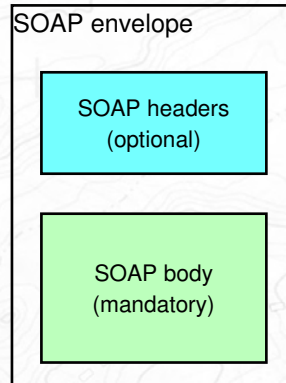 SOAP envelope
SOAP headers
(optional)
SOAP body
(mandatory)